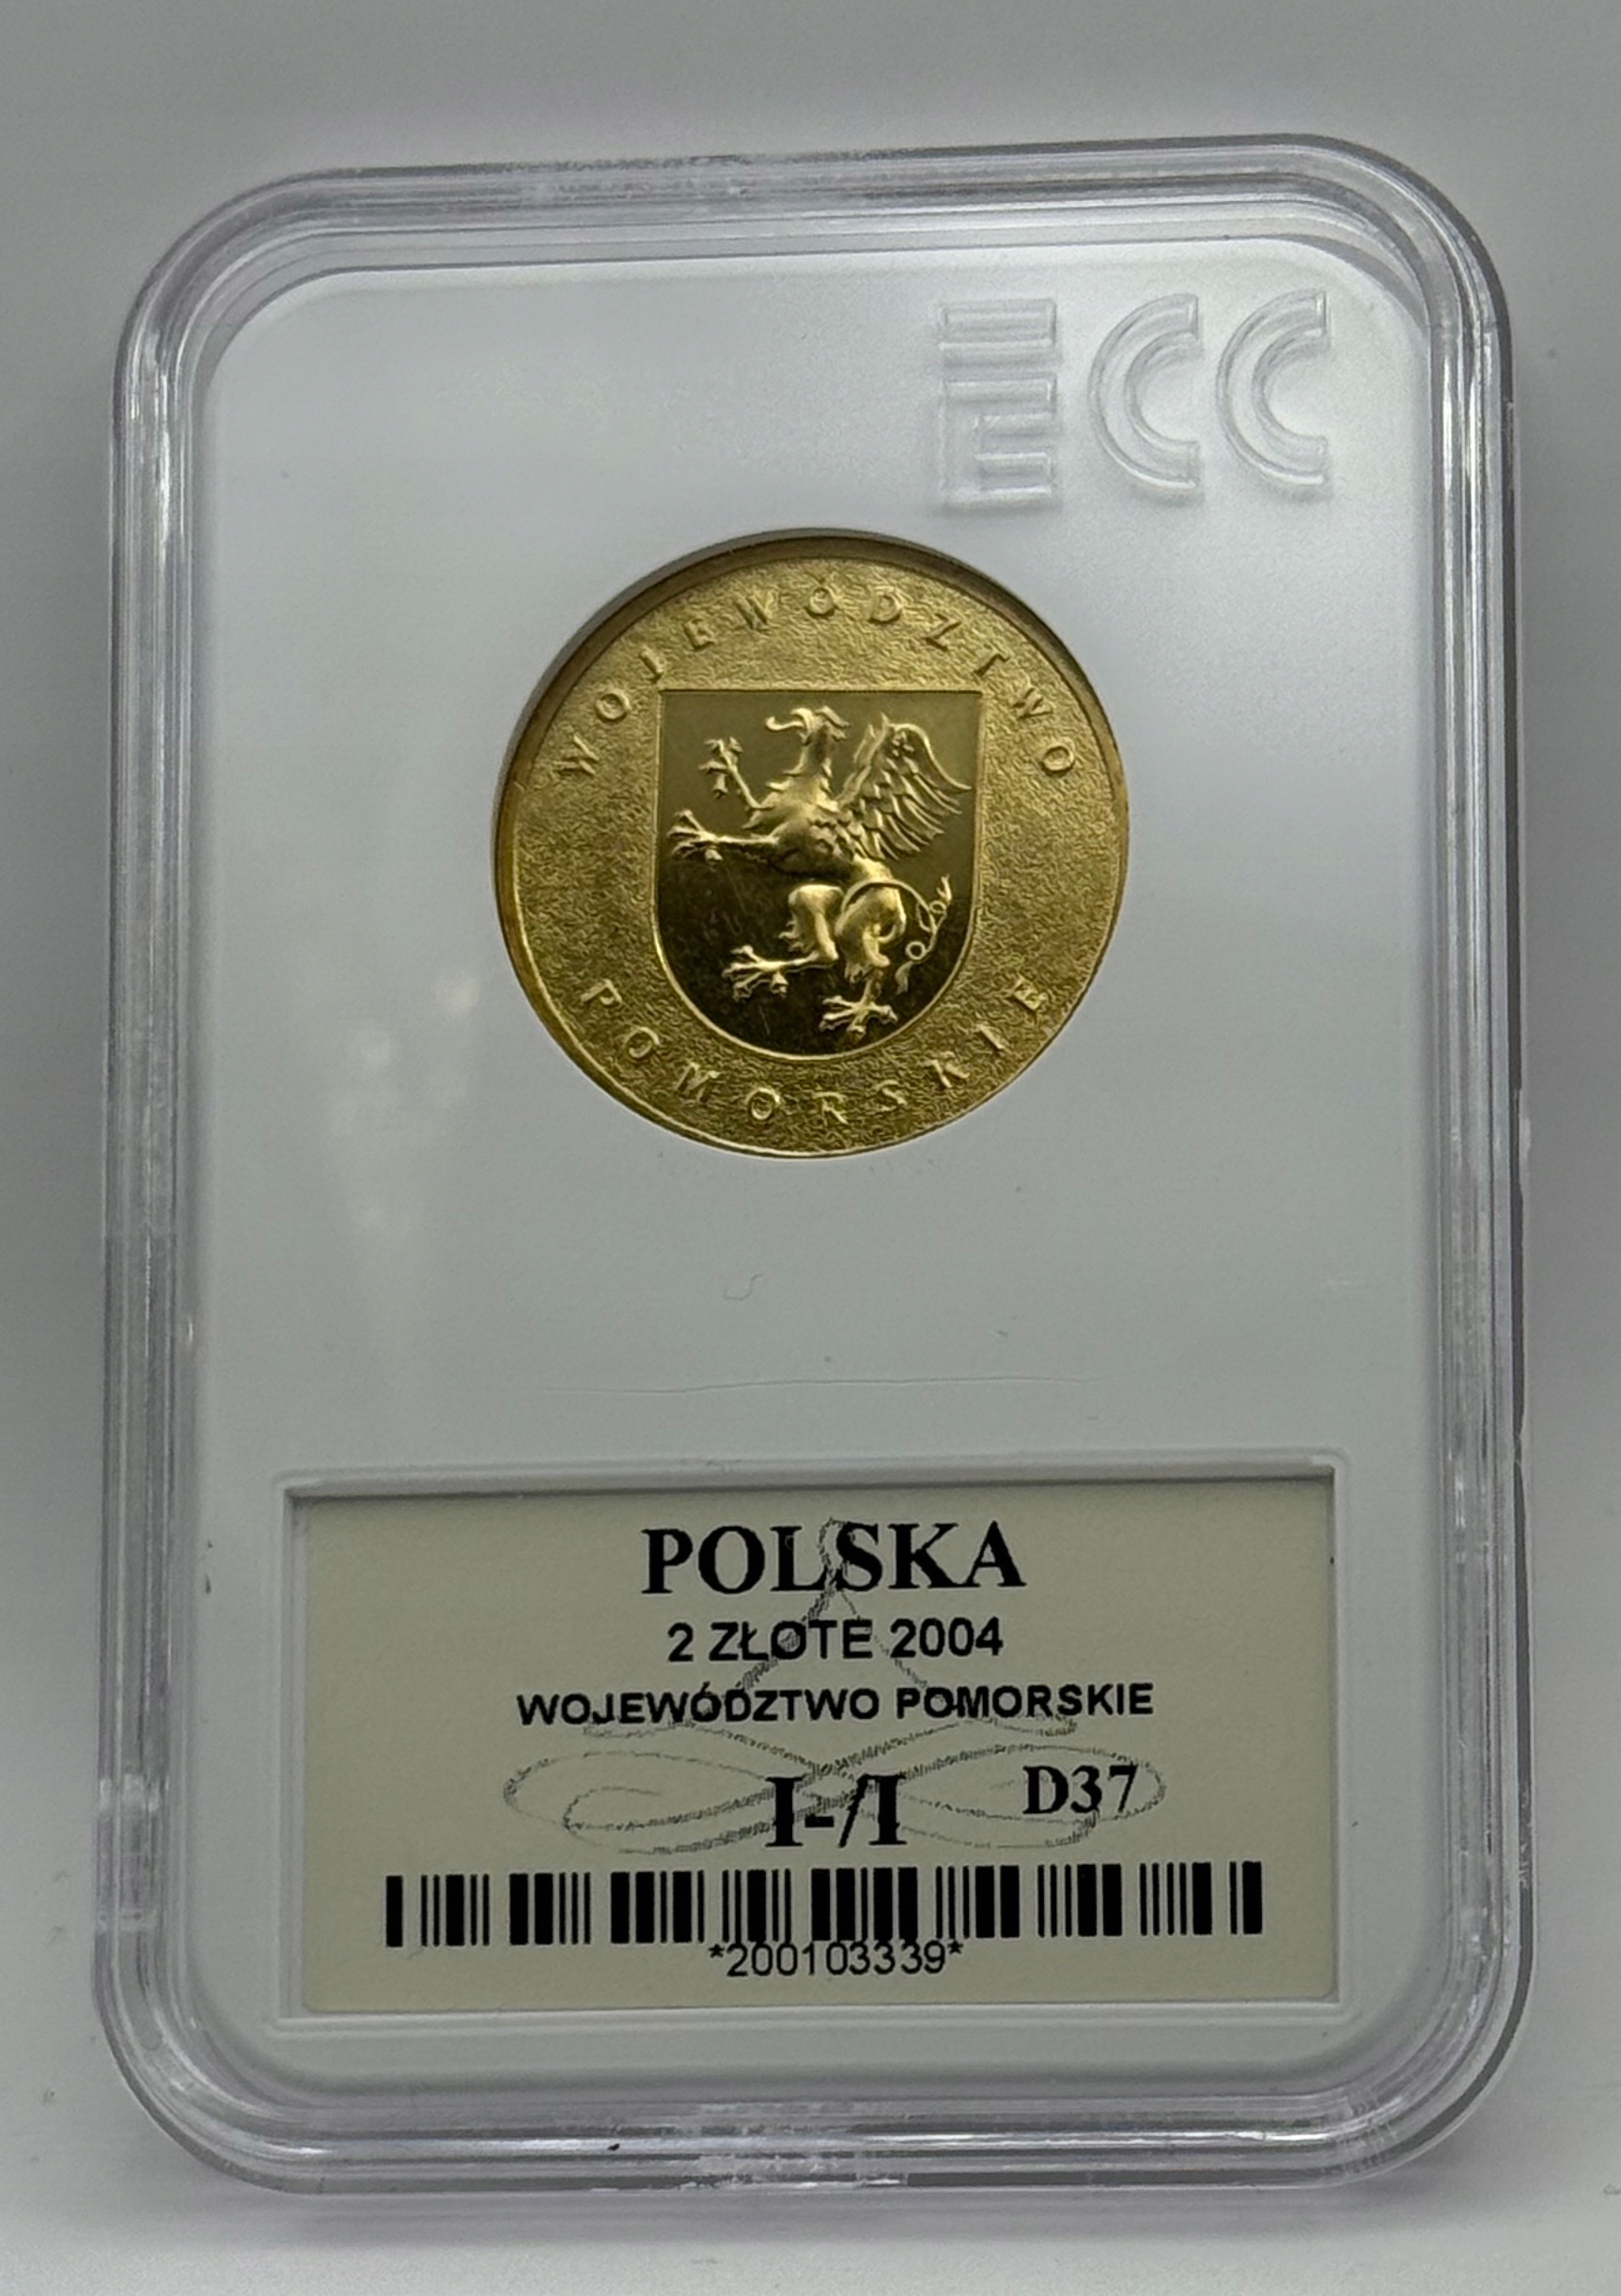 ECC
WOJEWÓDZTWO
POMORSKIE
POLSKA
2 ZŁOTE 2004
WOJEWÓDZTWO POMORSKIE
I-/I D37
*200103339*